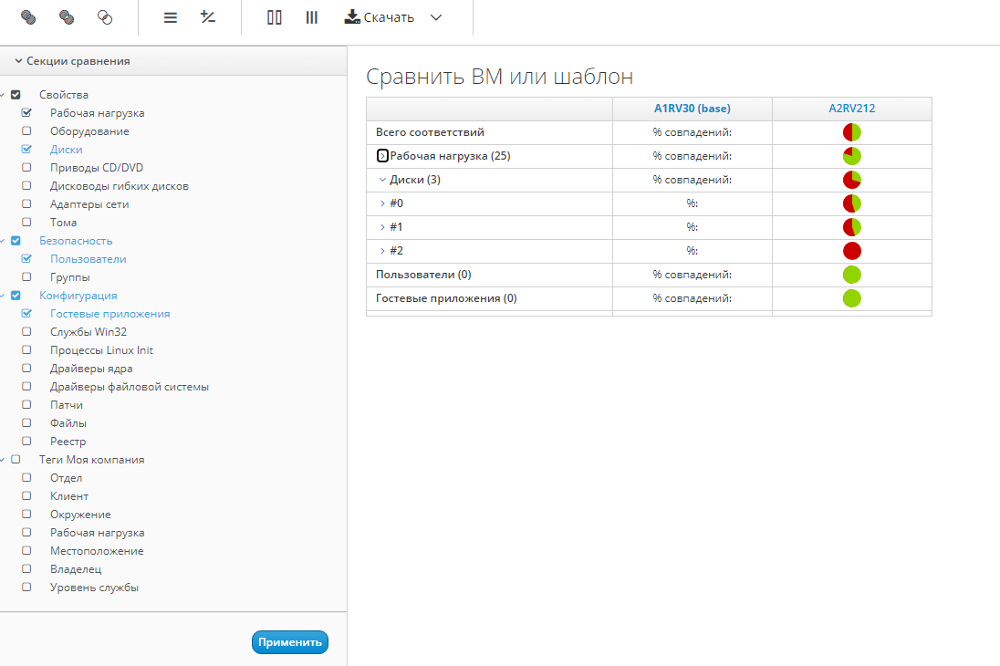 Скачать
Секции сравнения
Свойства
Рабочая нагрузка
Оборудование
Диски
Приводы CD/DVD
Дисководы гибких дисков
Адаптеры сети
Тома
Безопасность
Пользователи
Группы
Конфигурация
Гостевые приложения
Службы Win32
Процессы Linux Init
Драйверы ядра
Драйверы файловой системы
Патчи
Файлы
Реестр
Теги Моя компания
Отдел
Клиент
Окружение
Рабочая нагрузка
Местоположение
Владелец
Уровень службы
Применить
Сравнить ВМ или шаблон
A1RV30 (base) A2RV212
Всего соответствий % совпадений:
Рабочая нагрузка (25) % совпадений:
Диски (3) % совпадений:
#0 %:
#1 %:
#2 %:
Пользователи (0) % совпадений:
Гостевые приложения (0) % совпадений: